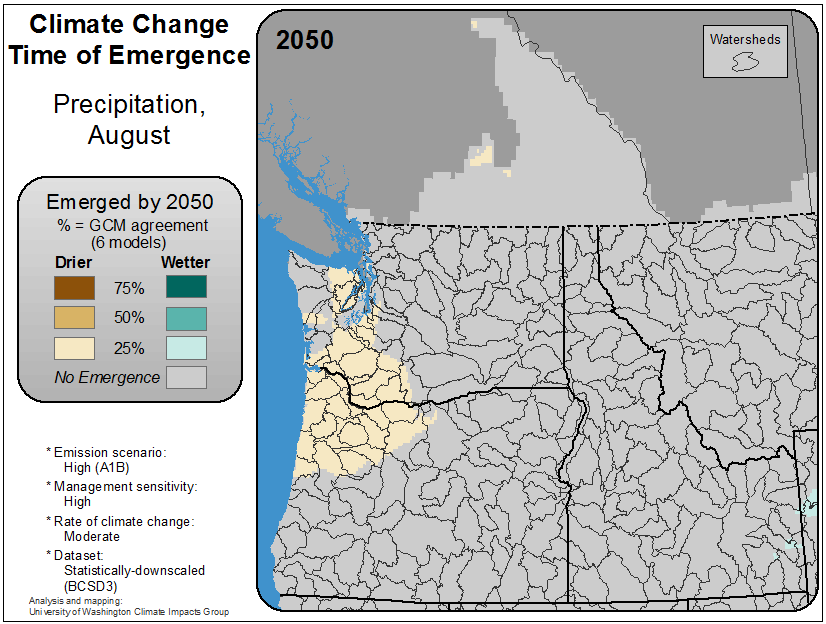 Climate Change
Time of Emergence
Precipitation,
August
Emerged by 2050
% = GCM agreement
(6 models)
Drier Wetter
75%
50%
25%
No Emergence
* Emission scenario:
High (A1B)
* Management sensitivity:
High
* Rate of climate change:
Moderate
* Dataset:
Statistically-downscaled
(BCSD3)
Analysis and mapping:
University of Washington Climate Impacts Group
2050
Watersheds